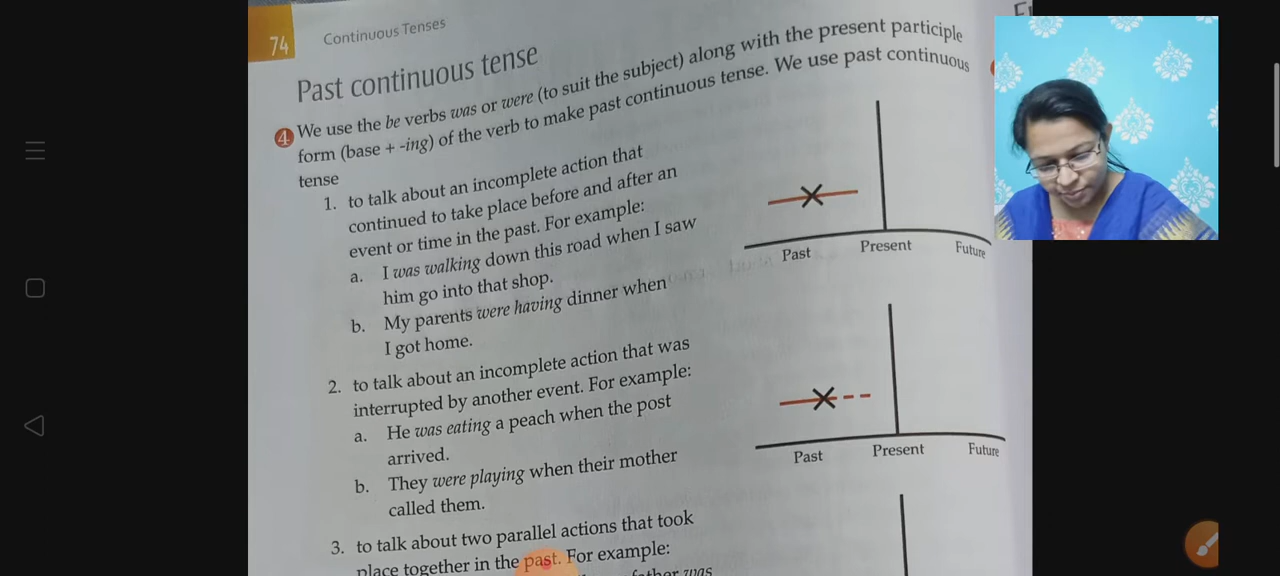 74
Continuous Tenses
Past continuous tense
4 We use the be verbs was or were (to suit the subject) along with the present participle
form (base + -ing) of the verb to make past continuous tense. We use past continuous
tense
1. to talk about an incomplete action that
continued to take place before and after an
event or time in the past. For example:
a. I was walking down this road when I saw
him go into that shop.
b. My parents were having dinner when
I got home.
Past Present Future
2. to talk about an incomplete action that was
interrupted by another event. For example:
a. He was eating a peach when the post
arrived.
b. They were playing when their mother
called them.
Past Present Future
3. to talk about two parallel actions that took
place together in the past. For example:
father was